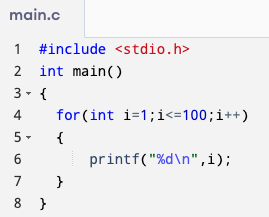 main.c
1 #include <stdio.h>
2 int main()
3 {
4 for(int i=1;i<=100;i++)
5 {
6 printf("%d\n",i);
7 }
8 }